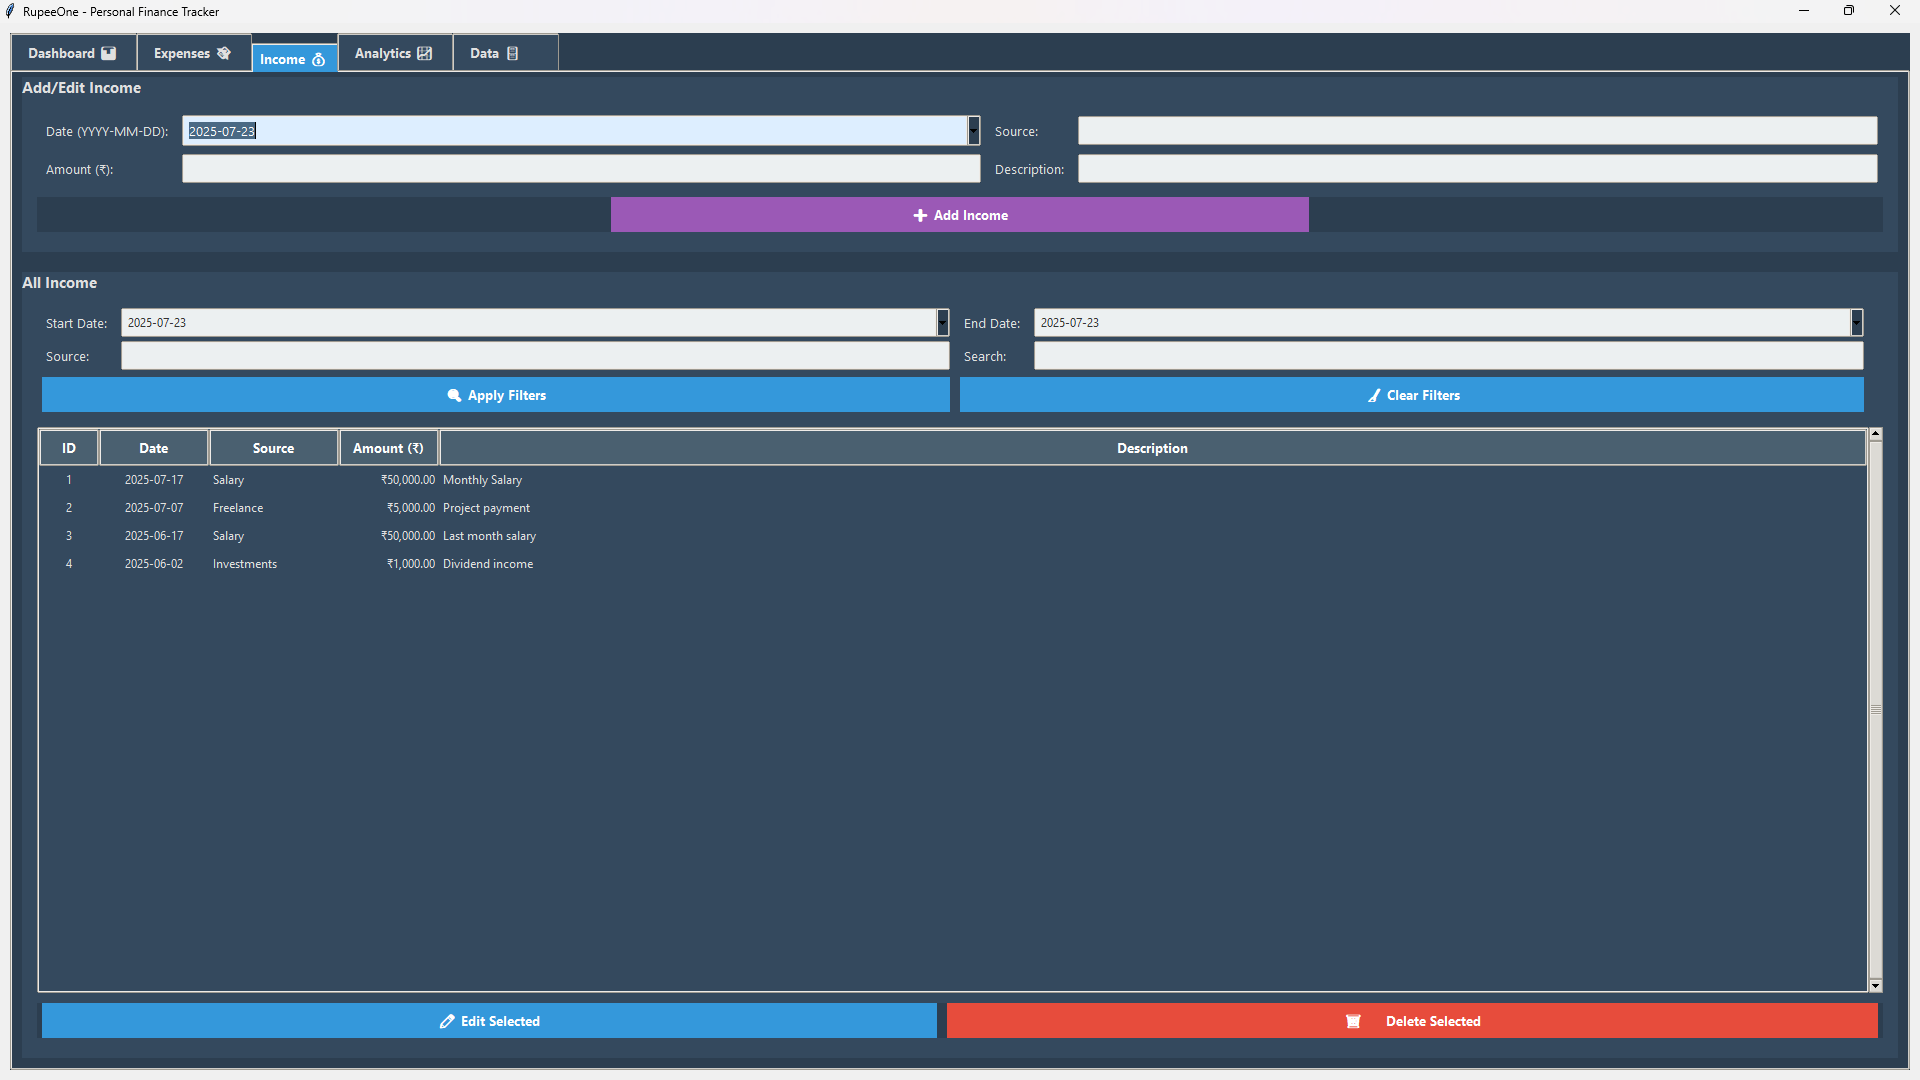 RupeeOne - Personal Finance Tracker
Dashboard Expenses Income Analytics Data
Add/Edit Income
Date (YYYY-MM-DD): 2025-07-23 Source:
Amount (₹): Description:
Add Income
All Income
Start Date: 2025-07-23 End Date: 2025-07-23
Source: Search:
Apply Filters Clear Filters
ID Date Source Amount (₹) Description
1 2025-07-17 Salary ₹50,000.00 Monthly Salary
2 2025-07-07 Freelance ₹5,000.00 Project payment
3 2025-06-17 Salary ₹50,000.00 Last month salary
4 2025-06-02 Investments ₹1,000.00 Dividend income
Edit Selected Delete Selected